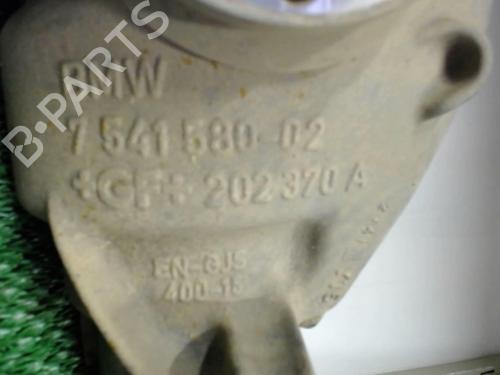 BMW
7 541 580-02
+GF+ 202 370 A
EN-GJS
400-15
B-PARTS